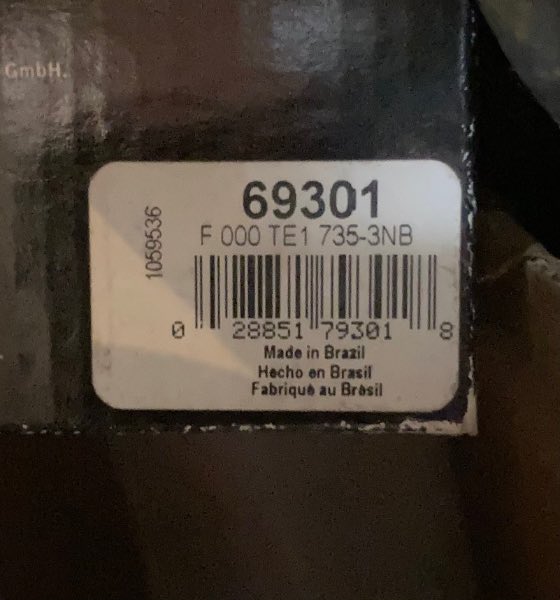 GmbH.
69301
F 000 TE1 735-3NB
1059536
0 28851 79301 8
Made in Brazil
Hecho en Brasil
Fabriqué au Brésil